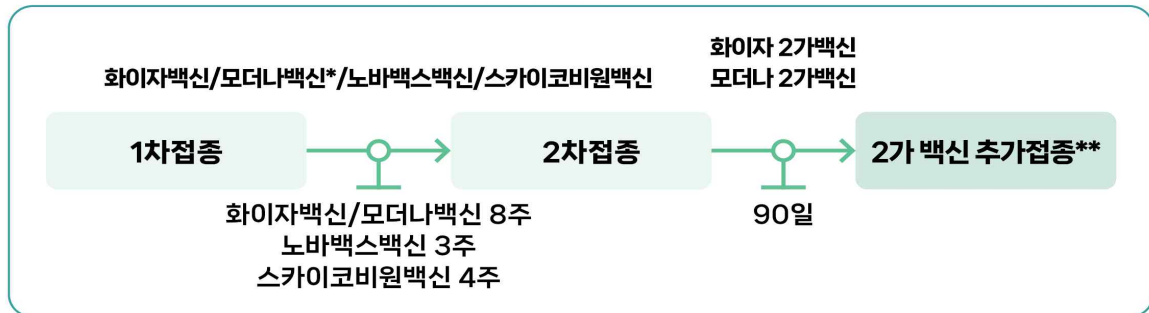 화이자백신/모더나백신*/노바백스백신/스카이코비원백신
화이자 2가백신
모더나 2가백신
1차접종
2차접종
2가 백신 추가접종**
화이자백신/모더나백신 8주
노바백스백신 3주
스카이코비원백신 4주
90일